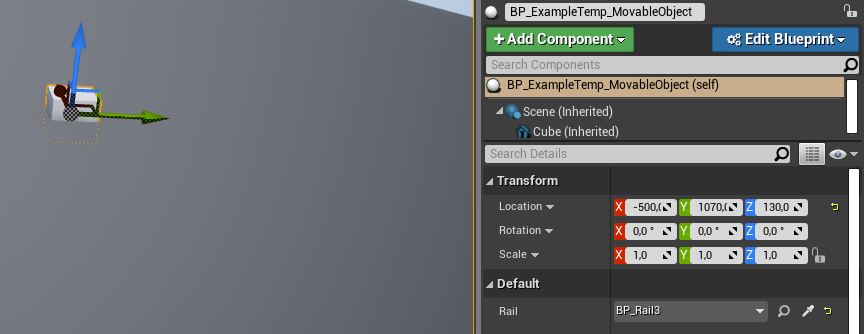 BP_ExampleTemp_MovableObject
+ Add Component
Edit Blueprint
Search Components
BP_ExampleTemp_MovableObject (self)
Scene (Inherited)
Cube (Inherited)
Search Details
Transform
Location X -500,0 Y 1070,0 Z 130,0
Rotation X 0,0 ° Y 0,0 ° Z 0,0 °
Scale X 1,0 Y 1,0 Z 1,0
Default
Rail BP_Rail3